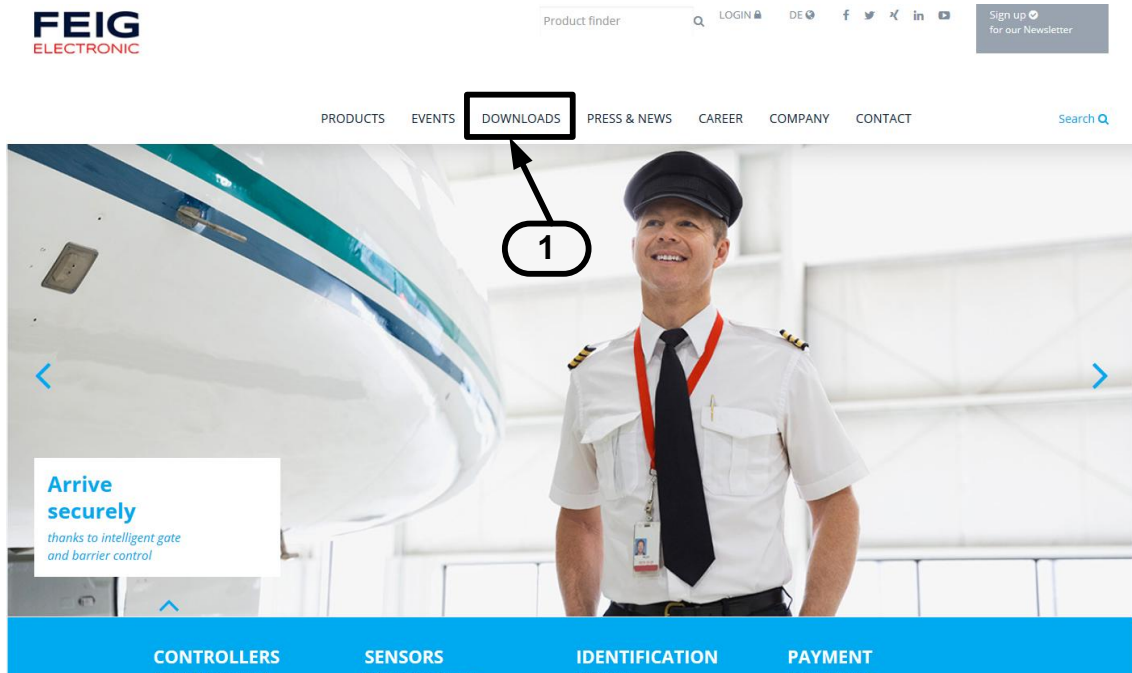 FEIG
ELECTRONIC
Product finder
LOGIN
DE
Sign up
for our Newsletter
PRODUCTS EVENTS DOWNLOADS PRESS & NEWS CAREER COMPANY CONTACT
Search
1
Arrive
securely
thanks to intelligent gate
and barrier control
CONTROLLERS SENSORS IDENTIFICATION PAYMENT